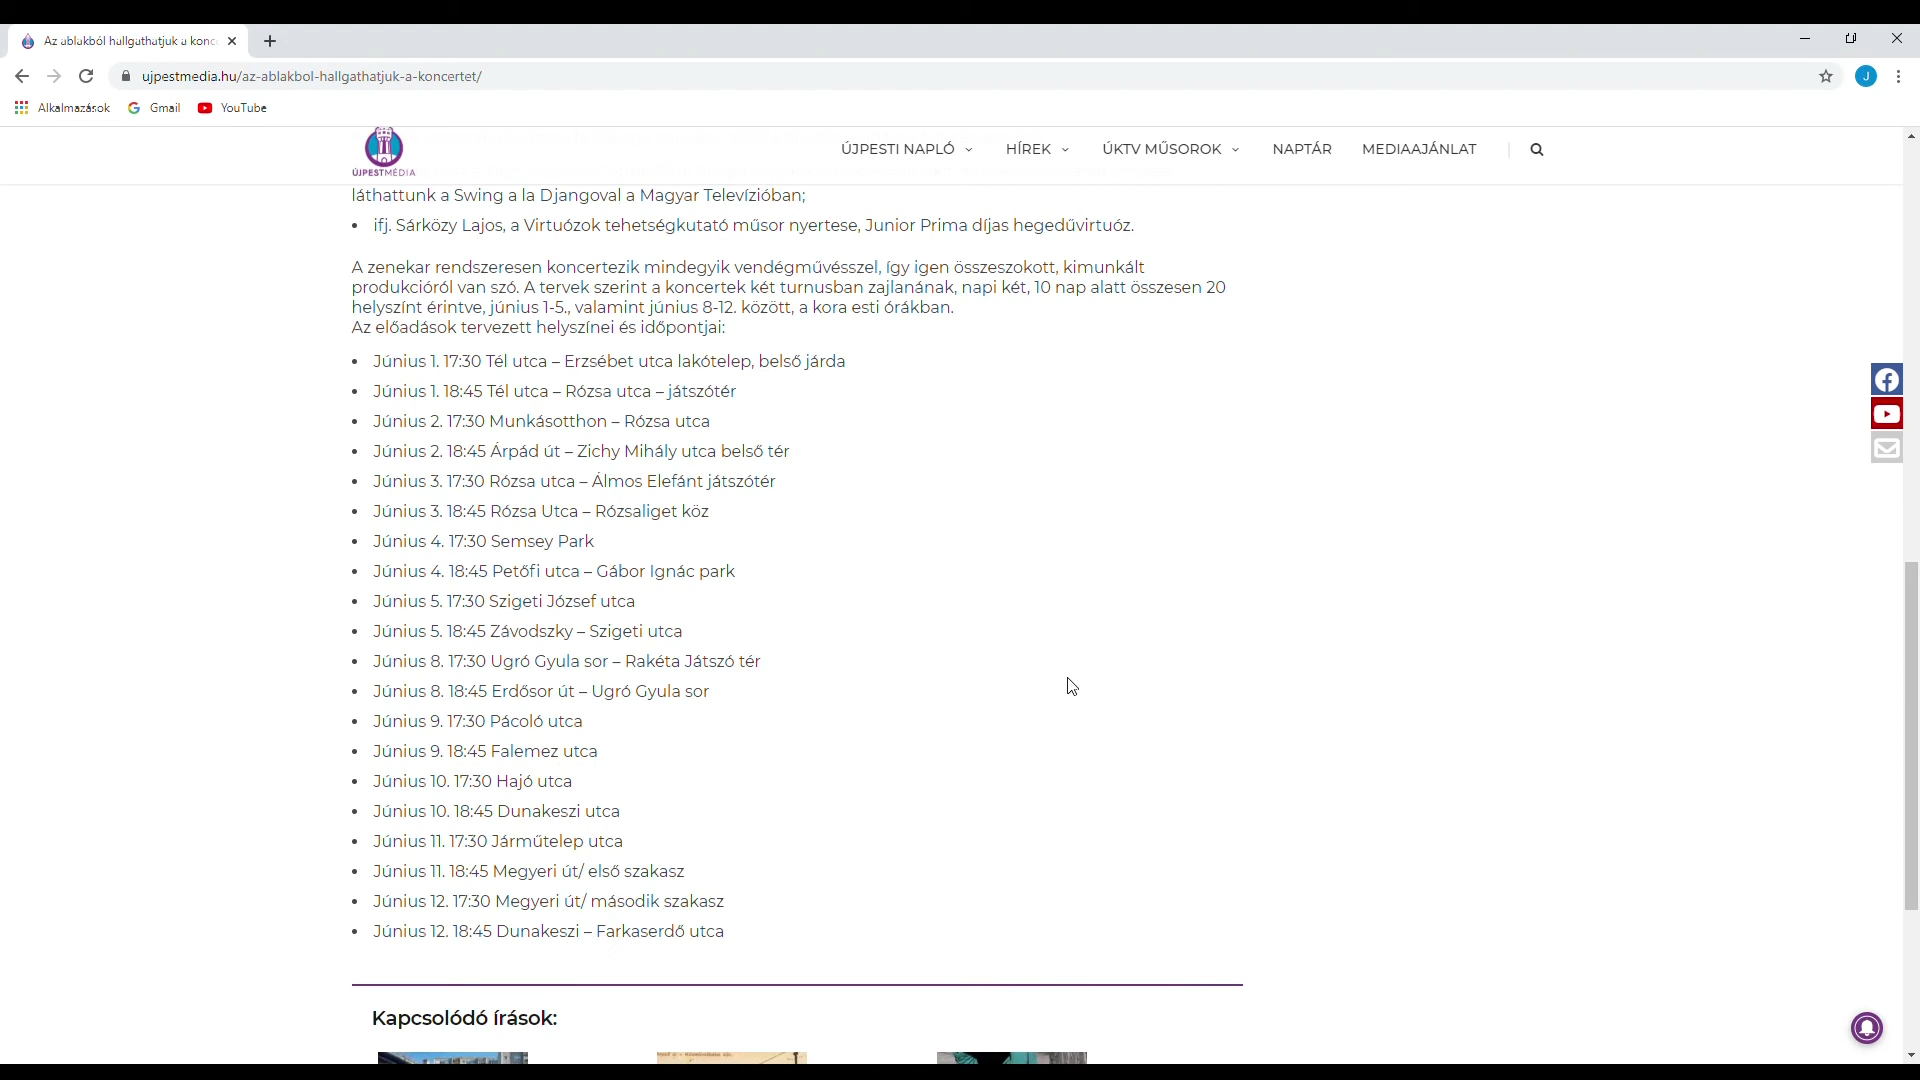 Az ablakból hallgathatjuk a konc
ujpestmedia.hu/az-ablakbol-hallgathatjuk-a-koncertet/
J
Alkalmazások Gmail YouTube
ÚJPESTMÉDIA
ÚJPESTI NAPLÓ HÍREK ÚKTV MŰSOROK NAPTÁR MEDIAAJÁNLAT
láthattunk a Swing a la Djangoval a Magyar Televízióban;
• ifj. Sárközy Lajos, a Virtuózok tehetségkutató műsor nyertese, Junior Prima díjas hegedűvirtuóz.
A zenekar rendszeresen koncertezik mindegyik vendégművésszel, így igen összeszokott, kimunkált
produkcióról van szó. A tervek szerint a koncertek két turnusban zajlanának, napi két, 10 nap alatt összesen 20
helyszínt érintve, június 1-5., valamint június 8-12. között, a kora esti órákban.
Az előadások tervezett helyszínei és időpontjai:
• Június 1. 17:30 Tél utca – Erzsébet utca lakótelep, belső járda
• Június 1. 18:45 Tél utca – Rózsa utca – játszótér
• Június 2. 17:30 Munkásotthon – Rózsa utca
• Június 2. 18:45 Árpád út – Zichy Mihály utca belső tér
• Június 3. 17:30 Rózsa utca – Álmos Elefánt játszótér
• Június 3. 18:45 Rózsa Utca – Rózsaliget köz
• Június 4. 17:30 Semsey Park
• Június 4. 18:45 Petőfi utca – Gábor Ignác park
• Június 5. 17:30 Szigeti József utca
• Június 5. 18:45 Závodszky – Szigeti utca
• Június 8. 17:30 Ugró Gyula sor – Rakéta Játszó tér
• Június 8. 18:45 Erdősor út – Ugró Gyula sor
• Június 9. 17:30 Pácoló utca
• Június 9. 18:45 Falemez utca
• Június 10. 17:30 Hajó utca
• Június 10. 18:45 Dunakeszi utca
• Június 11. 17:30 Járműtelep utca
• Június 11. 18:45 Megyeri út/ első szakasz
• Június 12. 17:30 Megyeri út/ második szakasz
• Június 12. 18:45 Dunakeszi – Farkaserdő utca
Kapcsolódó írások: